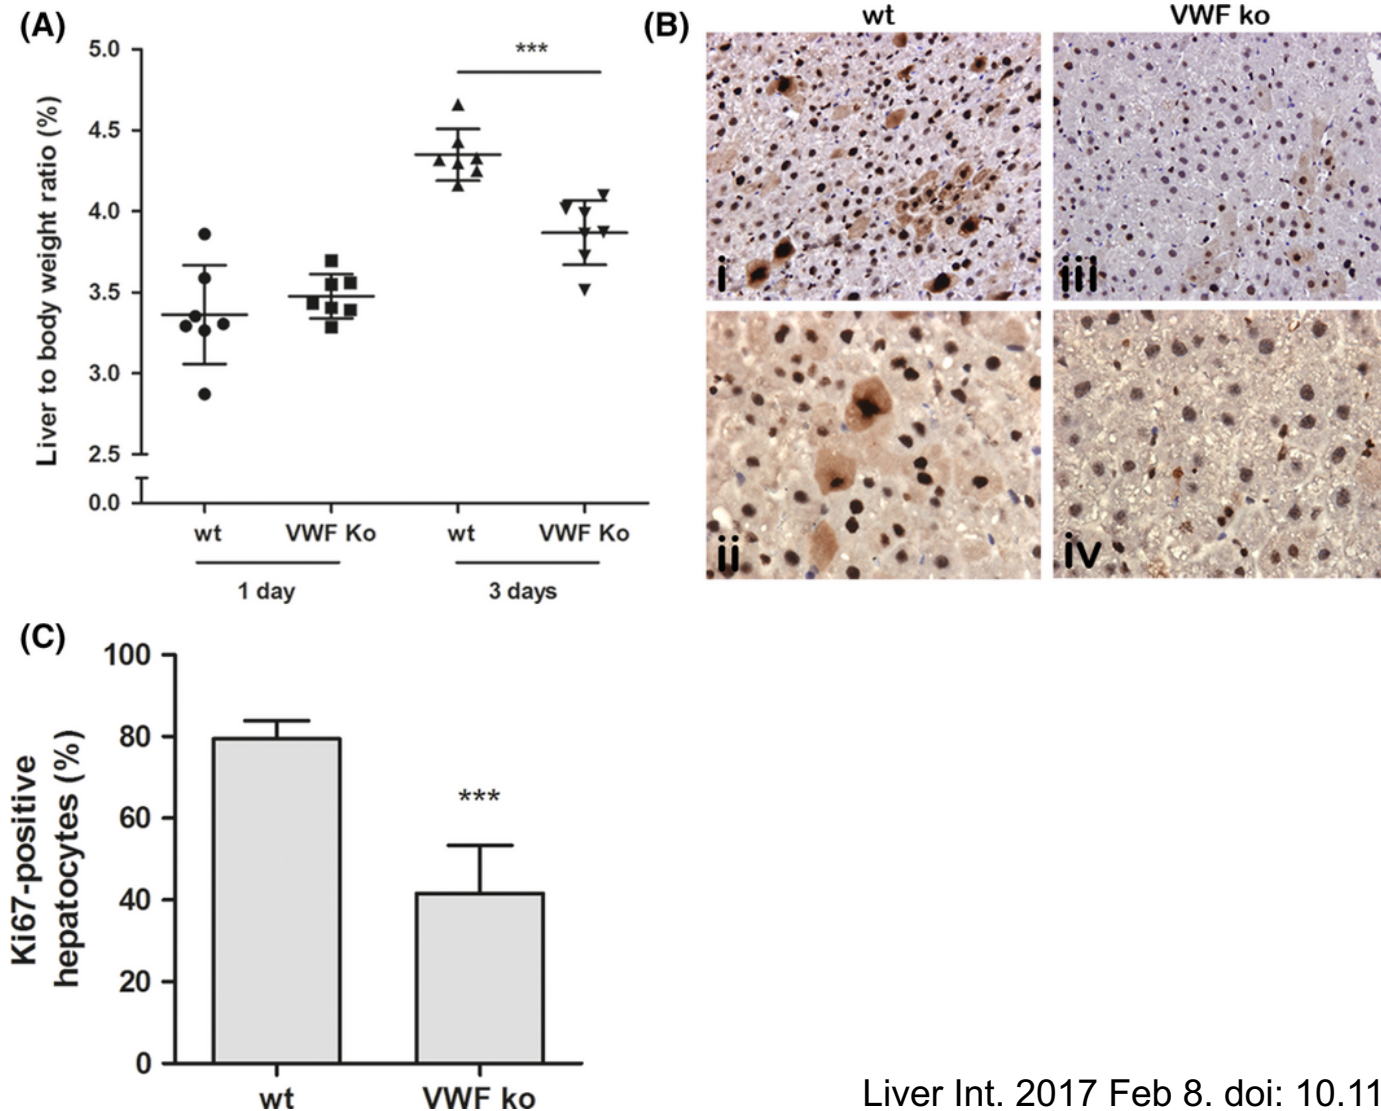 (A)
Liver to body weight ratio (%)
5.0
4.5
4.0
3.5
3.0
2.5
0.0
***
wt
VWF Ko
wt
VWF Ko
1 day
3 days
(B)
wt
VWF ko
i
iii
ii
iv
(C)
Ki67-positive
hepatocytes (%)
100
80
60
40
20
0
***
wt
VWF ko
Liver Int. 2017 Feb 8. doi: 10.11